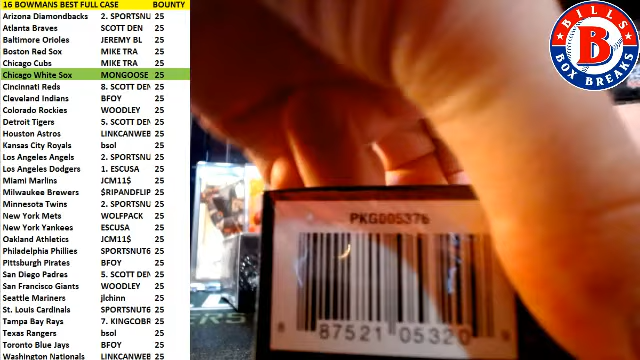 16 BOWMANS BEST FULL CASE BOUNTY
Arizona Diamondbacks 2. SPORTSNU 25
Atlanta Braves SCOTT DEN 25
Baltimore Orioles JEREMY BL 25
Boston Red Sox MIKE TRA 25
Chicago Cubs MIKE TRA 25
Chicago White Sox MONGOOSE 25
Cincinnati Reds 8. SCOTT DEN 25
Cleveland Indians BFOY 25
Colorado Rockies WOODLEY 25
Detroit Tigers 5. SCOTT DEN 25
Houston Astros LINKCANWEB 25
Kansas City Royals bsol 25
Los Angeles Angels 2. SPORTSNU 25
Los Angeles Dodgers 1. ESCUSA 25
Miami Marlins JCM11$ 25
Milwaukee Brewers $RIPANDFLIP 25
Minnesota Twins 2. SPORTSNU 25
New York Mets WOLFPACK 25
New York Yankees ESCUSA 25
Oakland Athletics JCM11$ 25
Philadelphia Phillies SPORTSNUT6 25
Pittsburgh Pirates BFOY 25
San Diego Padres 5. SCOTT DEN 25
San Francisco Giants WOODLEY 25
Seattle Mariners jlchinn 25
St. Louis Cardinals SPORTSNUT6 25
Tampa Bay Rays 7. KINGCOBR 25
Texas Rangers bsol 25
Toronto Blue Jays BFOY 25
Washington Nationals LINKCANWEB 25
BILLS
B
BOX BREAKS
PKG005376
8 87521 05320